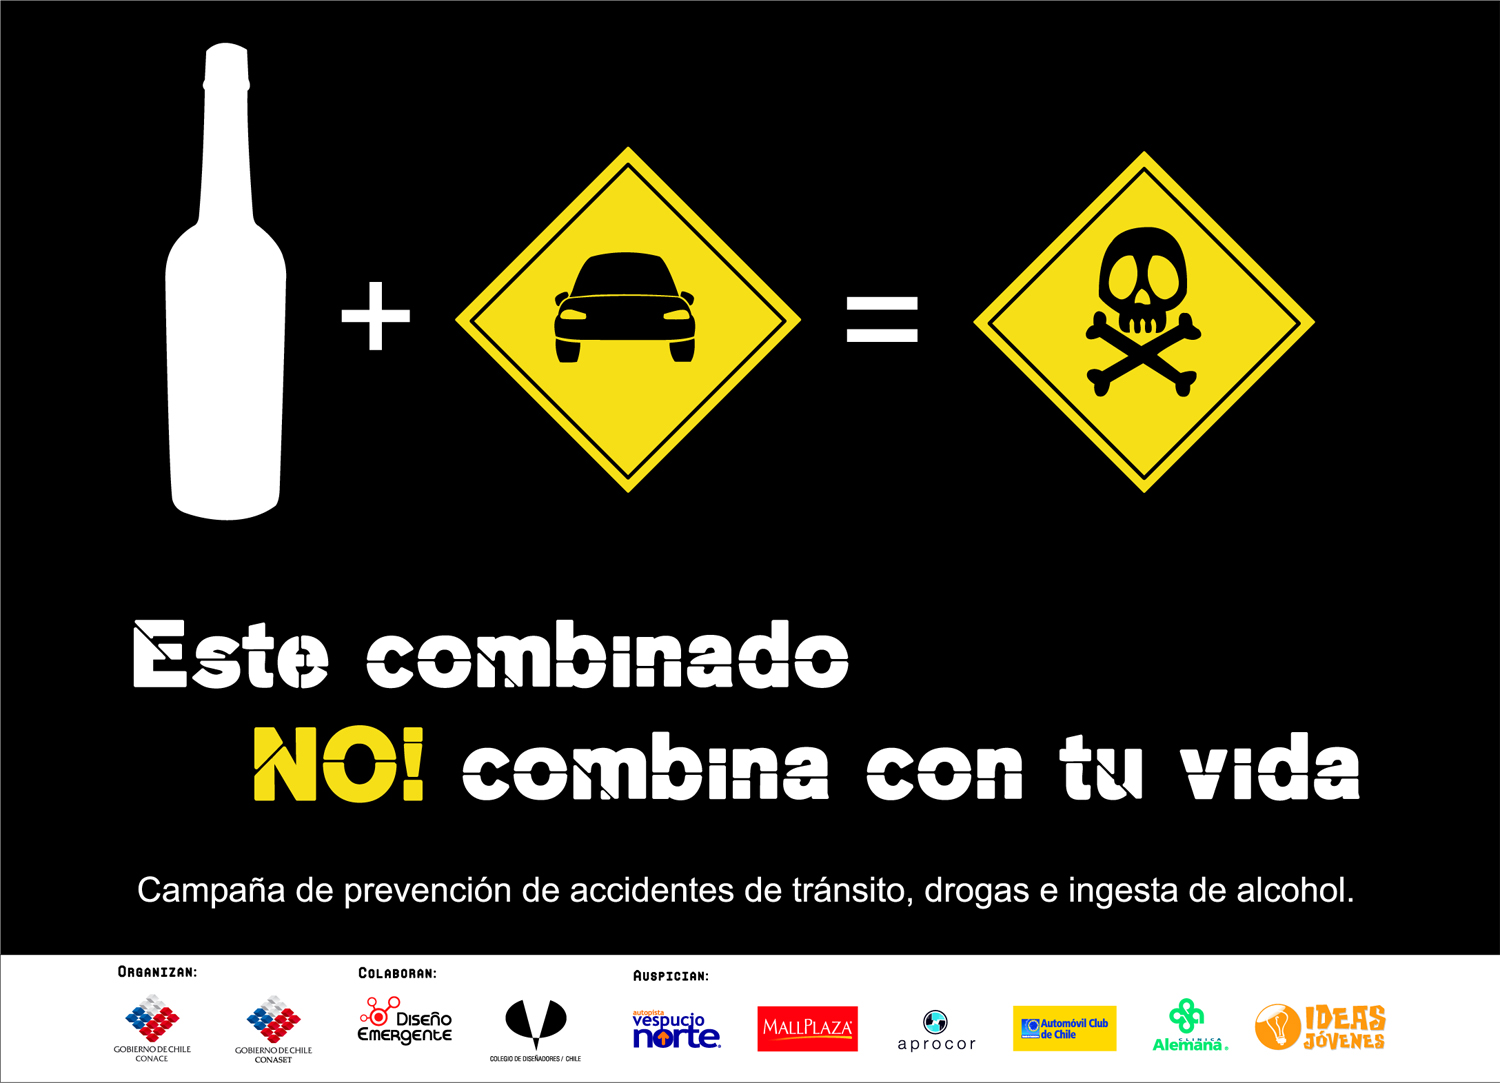 +
=
Este combinado
NO! combina con tu vida
Campaña de prevención de accidentes de tránsito, drogas e ingesta de alcohol.
ORGANIZAN:
GOBIERNO DE CHILE
CONACE
GOBIERNO DE CHILE
CONASET
COLABORAN:
DISEÑO
EMERGENTE
COLEGIO DE DISEÑADORES / CHILE
AUSPICIAN:
autopista
vespucio
norte
MALLPLAZA
aprocor
Automóvil Club
de Chile
CLINICA
Alemana
IDEAS
JÓVENES